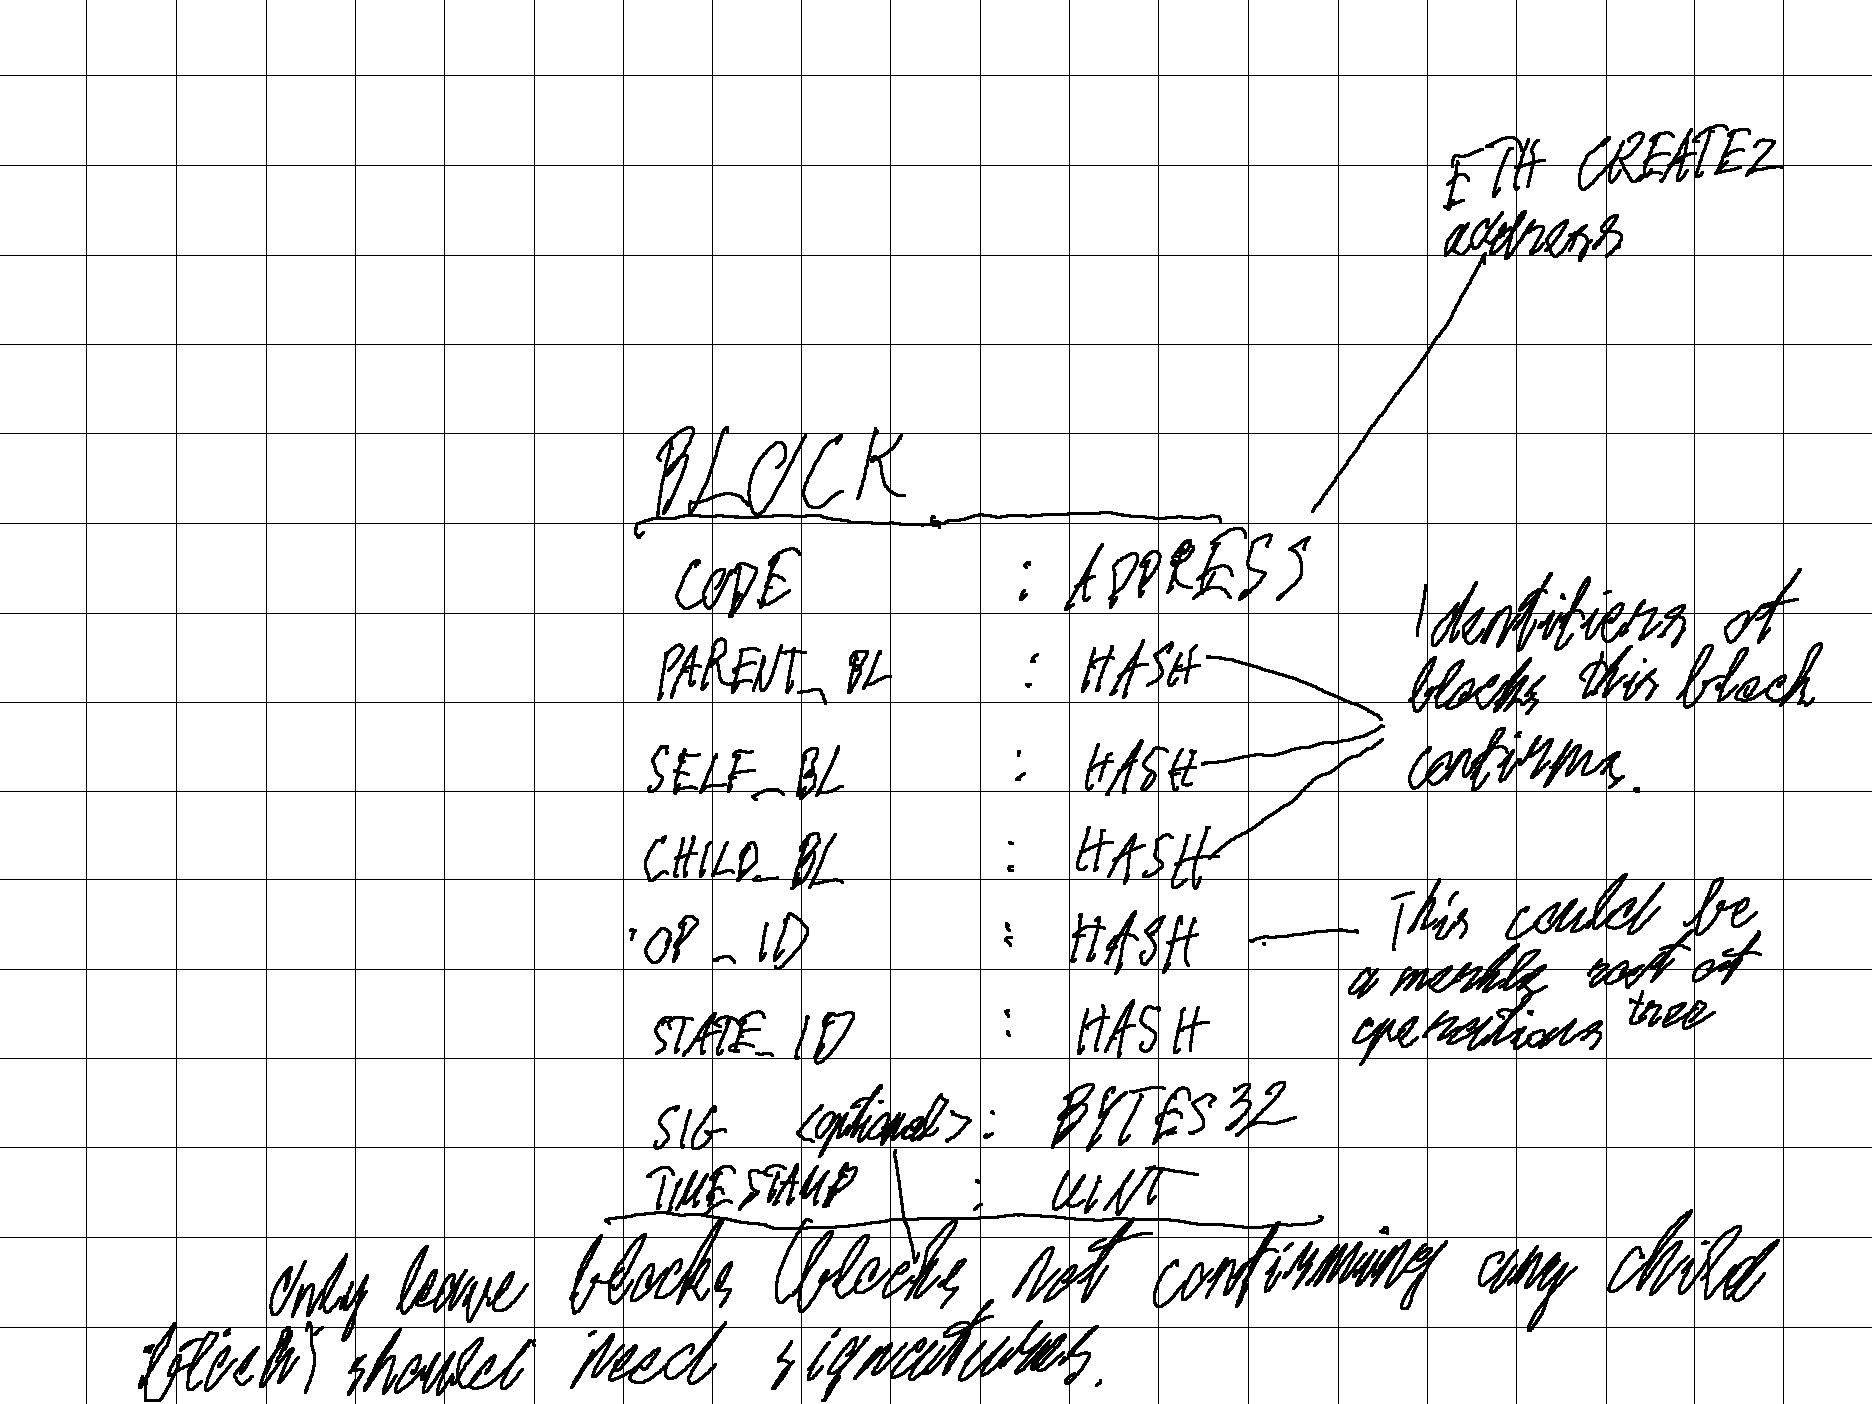 ETH CREATE2
address
BLOCK
CODE : ADDRESS
PARENT_BL : HASH
SELF_BL : HASH
CHILD_BL : HASH
Identifiers of
blocks this block
confirms.
OP_ID : HASH
This could be
a merkle root of
operations tree
STATE_ID : HASH
SIG <optional> : BYTES32
TIMESTAMP : UINT
Only leave blocks (blocks not confirming any child
block) should need signatures.